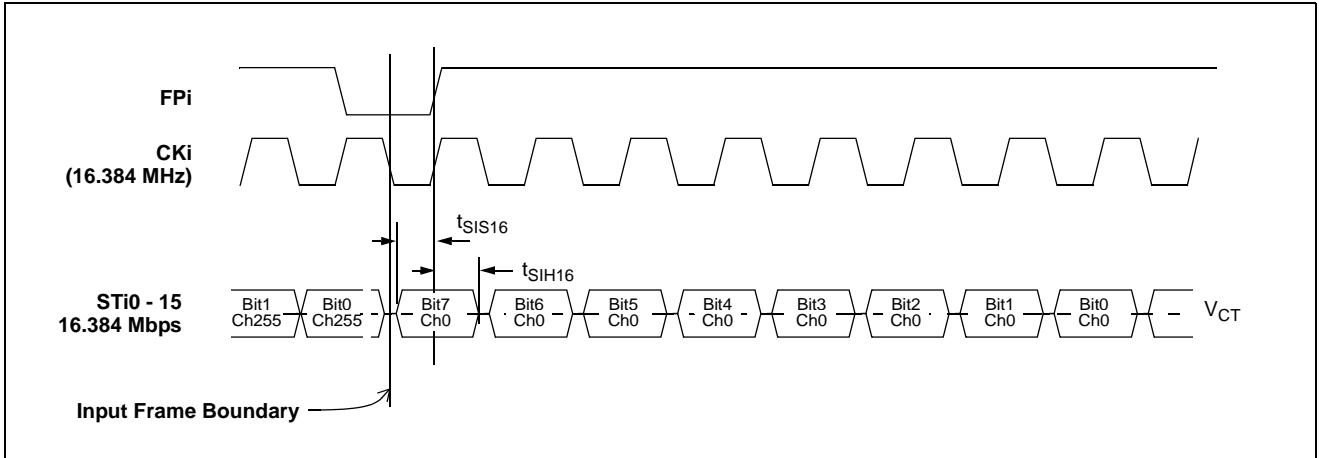 FPi
CKi
(16.384 MHz)
tSIS16
tSIH16
STi0 - 15
16.384 Mbps
Bit1
Ch255
Bit0
Ch255
Bit7
Ch0
Bit6
Ch0
Bit5
Ch0
Bit4
Ch0
Bit3
Ch0
Bit2
Ch0
Bit1
Ch0
Bit0
Ch0
VCT
Input Frame Boundary